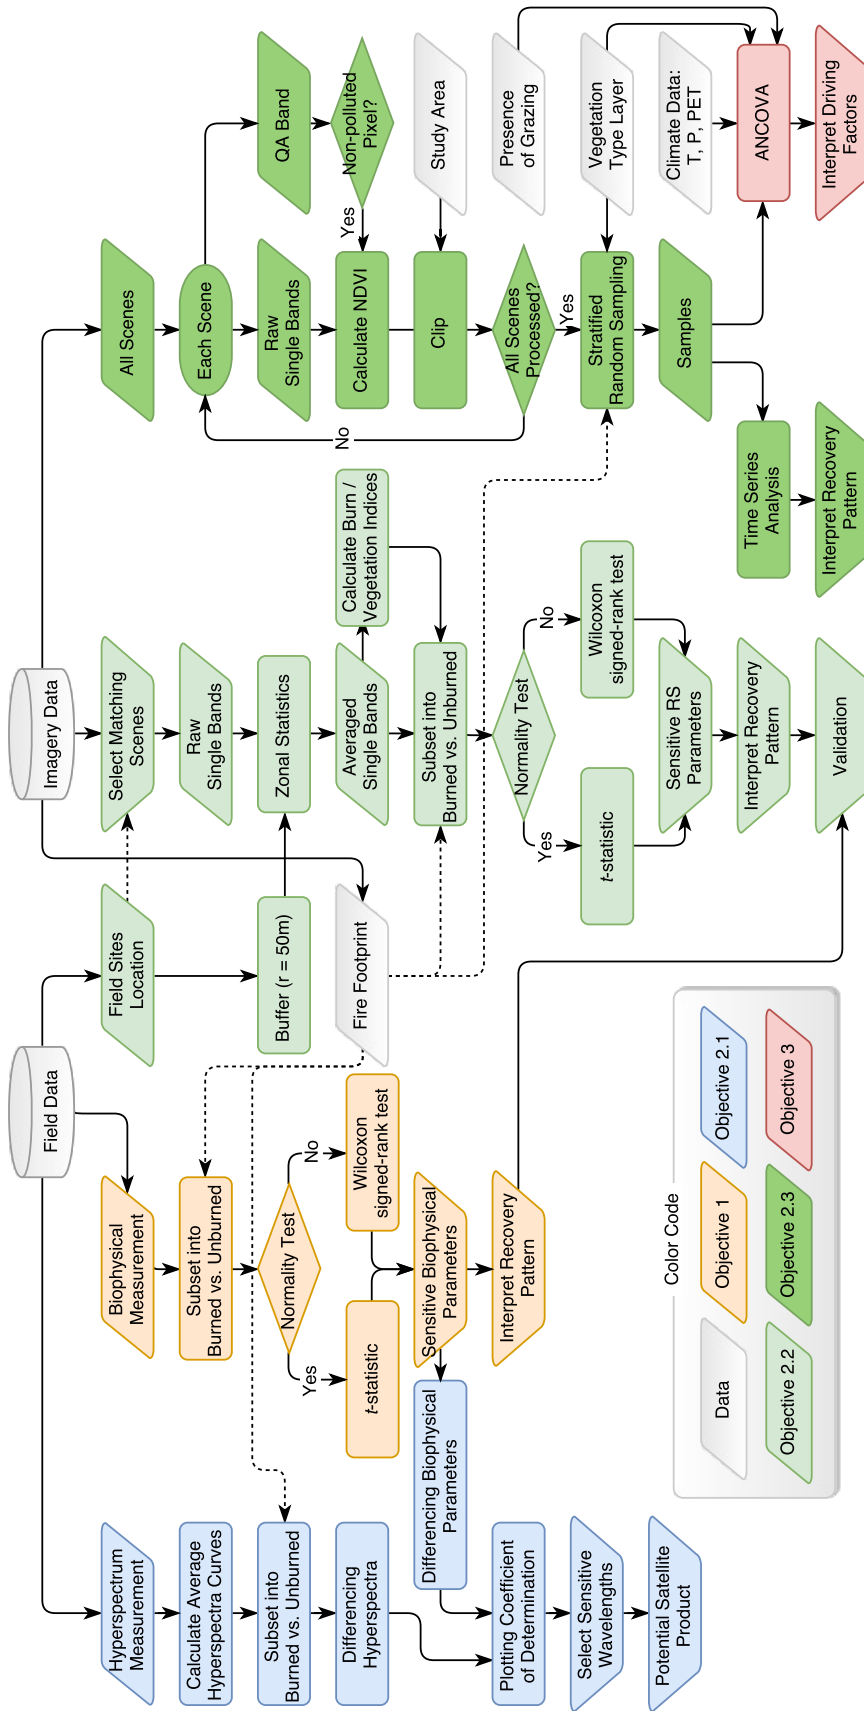 Field Data
Imagery Data
Hyperspectrum
Measurement
Calculate Average
Hyperspectra Curves
Subset into
Burned vs. Unburned
Differencing
Hyperspectra
Differencing Biophysical
Parameters
Plotting Coefficient
of Determination
Select Sensitive
Wavelengths
Potential Satellite
Product
Biophysical
Measurement
Subset into
Burned vs. Unburned
Normality Test
Yes
No
t-statistic
Wilcoxon
signed-rank test
Sensitive Biophysical
Parameters
Interpret Recovery
Pattern
Field Sites
Location
Buffer (r = 50m)
Fire Footprint
Select Matching
Scenes
Raw
Single Bands
Zonal Statistics
Averaged
Single Bands
Calculate Burn /
Vegetation Indices
Subset into
Burned vs. Unburned
Normality Test
Yes
No
t-statistic
Wilcoxon
signed-rank test
Sensitive RS
Parameters
Interpret Recovery
Pattern
Validation
All Scenes
Each Scene
Raw
Single Bands
QA Band
Non-polluted
Pixel?
Yes
Calculate NDVI
Clip
Study Area
All Scenes
Processed?
No
Yes
Stratified
Random Sampling
Presence
of Grazing
Vegetation
Type Layer
Climate Data:
T, P, PET
Samples
Time Series
Analysis
Interpret Recovery
Pattern
ANCOVA
Interpret Driving
Factors
Color Code
Data
Objective 1
Objective 2.1
Objective 2.2
Objective 2.3
Objective 3